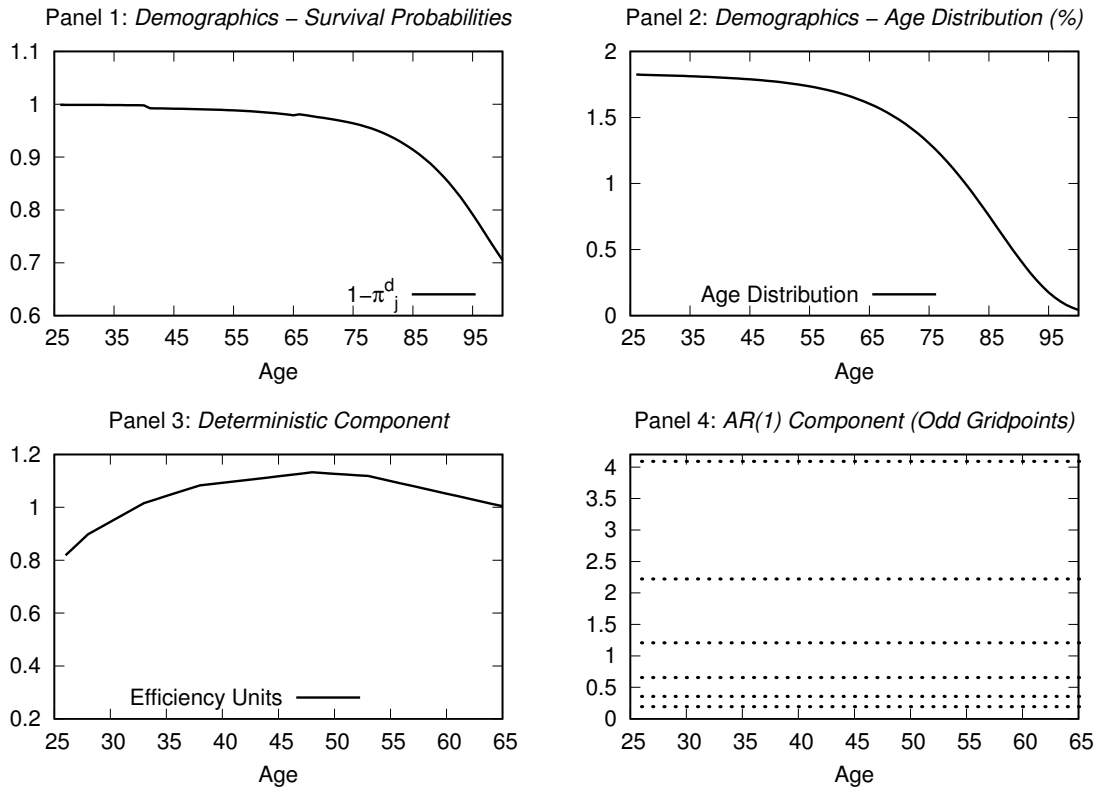 Panel 1: Demographics – Survival Probabilities
1.1
1
0.9
0.8
0.7
0.6
1−π^d_j
25 35 45 55 65 75 85 95
Age
Panel 2: Demographics – Age Distribution (%)
2
1.5
1
0.5
0
Age Distribution
25 35 45 55 65 75 85 95
Age
Panel 3: Deterministic Component
1.2
1
0.8
0.6
0.4
0.2
Efficiency Units
25 30 35 40 45 50 55 60 65
Age
Panel 4: AR(1) Component (Odd Gridpoints)
4
3.5
3
2.5
2
1.5
1
0.5
0
25 30 35 40 45 50 55 60 65
Age